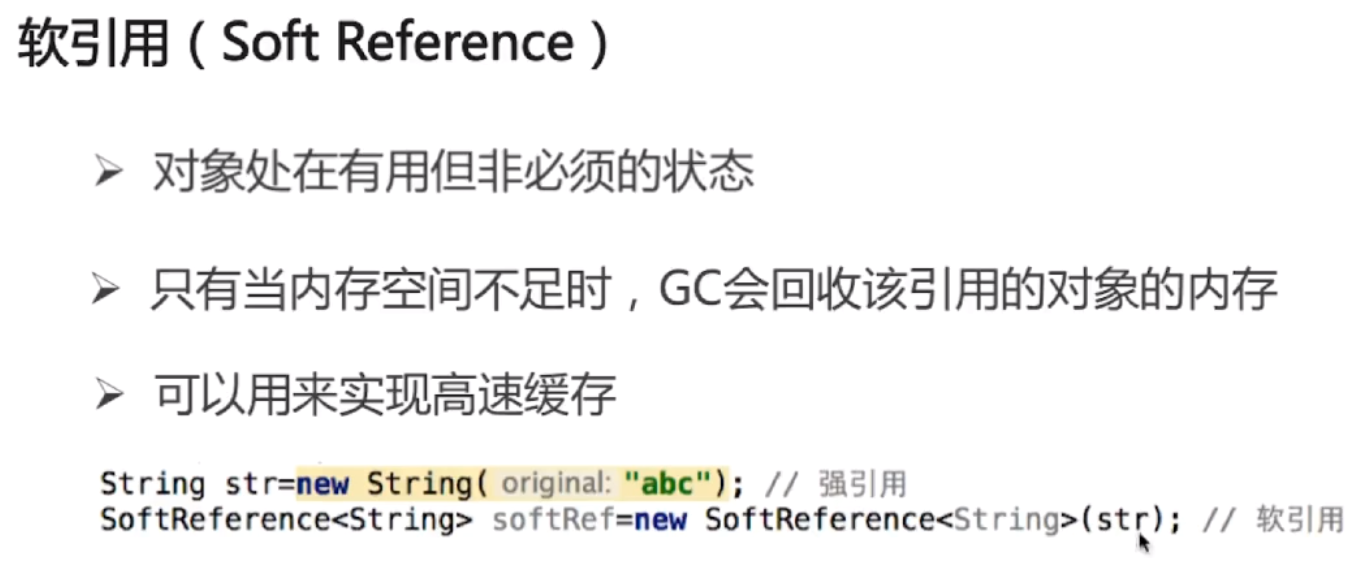 软引用（Soft Reference）
➢ 对象处在有用但非必须的状态
➢ 只有当内存空间不足时，GC会回收该引用的对象的内存
➢ 可以用来实现高速缓存
String str=new String( original: "abc"); // 强引用
SoftReference<String> softRef=new SoftReference<String>(str); // 软引用